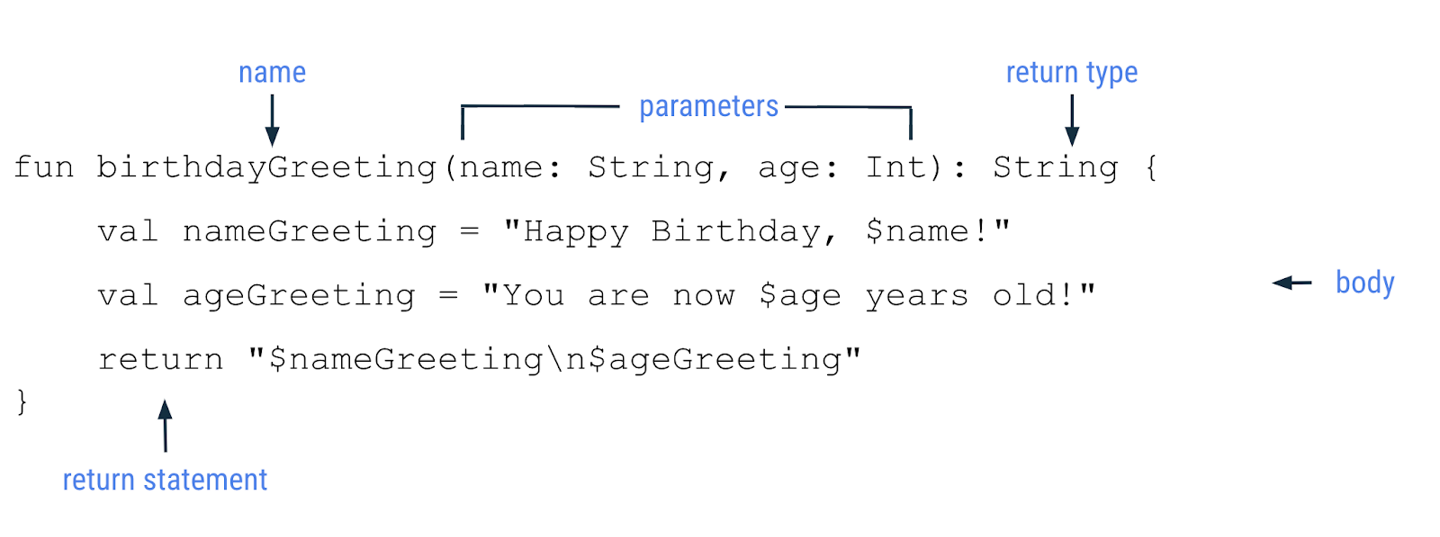 name
return type
parameters
fun birthdayGreeting(name: String, age: Int): String {
val nameGreeting = "Happy Birthday, $name!"
val ageGreeting = "You are now $age years old!"
body
return "$nameGreeting\n$ageGreeting"
}
return statement